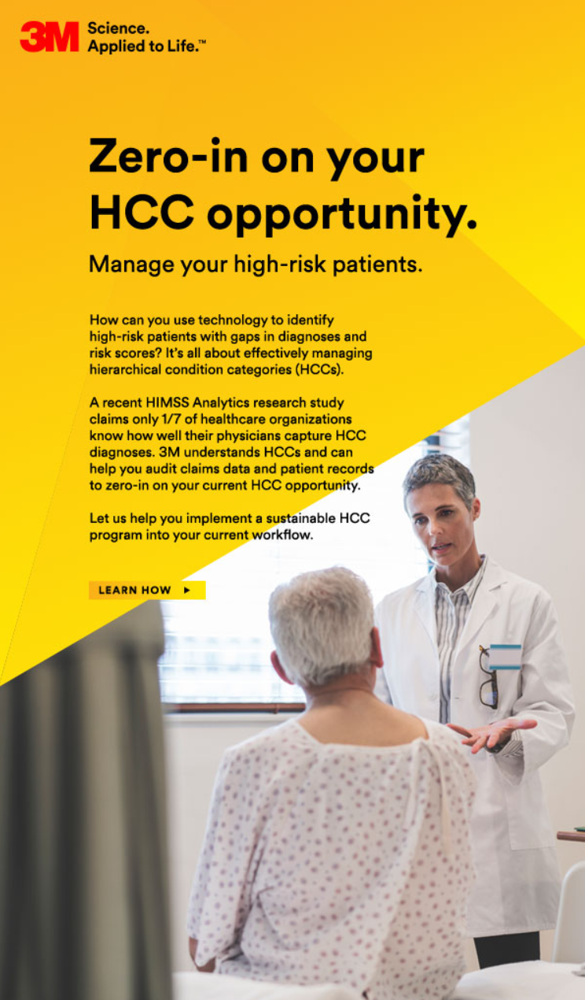 3M Science.
Applied to Life.™
Zero-in on your
HCC opportunity.
Manage your high-risk patients.
How can you use technology to identify
high-risk patients with gaps in diagnoses and
risk scores? It's all about effectively managing
hierarchical condition categories (HCCs).
A recent HIMSS Analytics research study
claims only 1/7 of healthcare organizations
know how well their physicians capture HCC
diagnoses. 3M understands HCCs and can
help you audit claims data and patient records
to zero-in on your current HCC opportunity.
Let us help you implement a sustainable HCC
program into your current workflow.
LEARN HOW ►